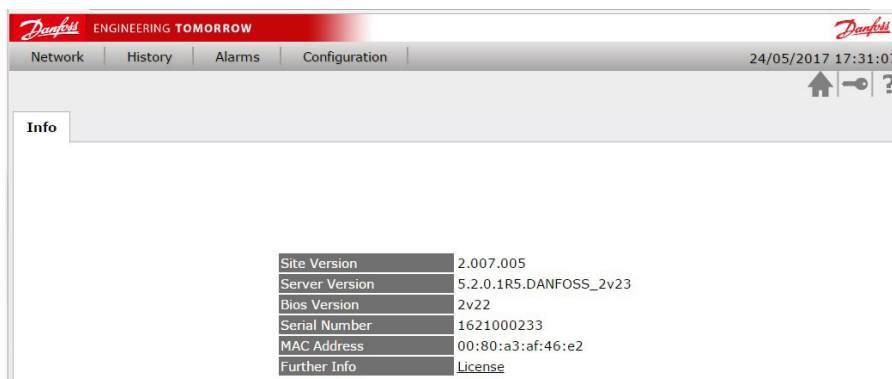 Danfoss ENGINEERING TOMORROW Danfoss
Network History Alarms Configuration 24/05/2017 17:31:07
?
Info
Site Version 2.007.005
Server Version 5.2.0.1R5.DANFOSS_2v23
Bios Version 2v22
Serial Number 1621000233
MAC Address 00:80:a3:af:46:e2
Further Info License